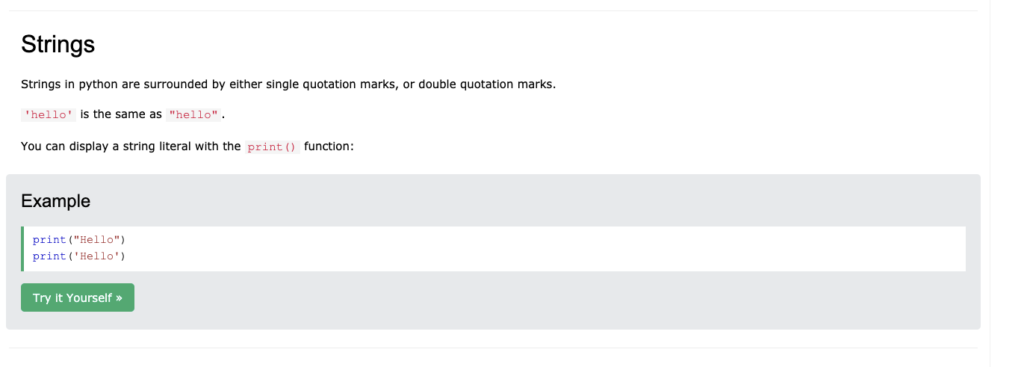 Strings
Strings in python are surrounded by either single quotation marks, or double quotation marks.
'hello' is the same as "hello".
You can display a string literal with the print() function:
Example
print("Hello")
print('Hello')
Try it Yourself »